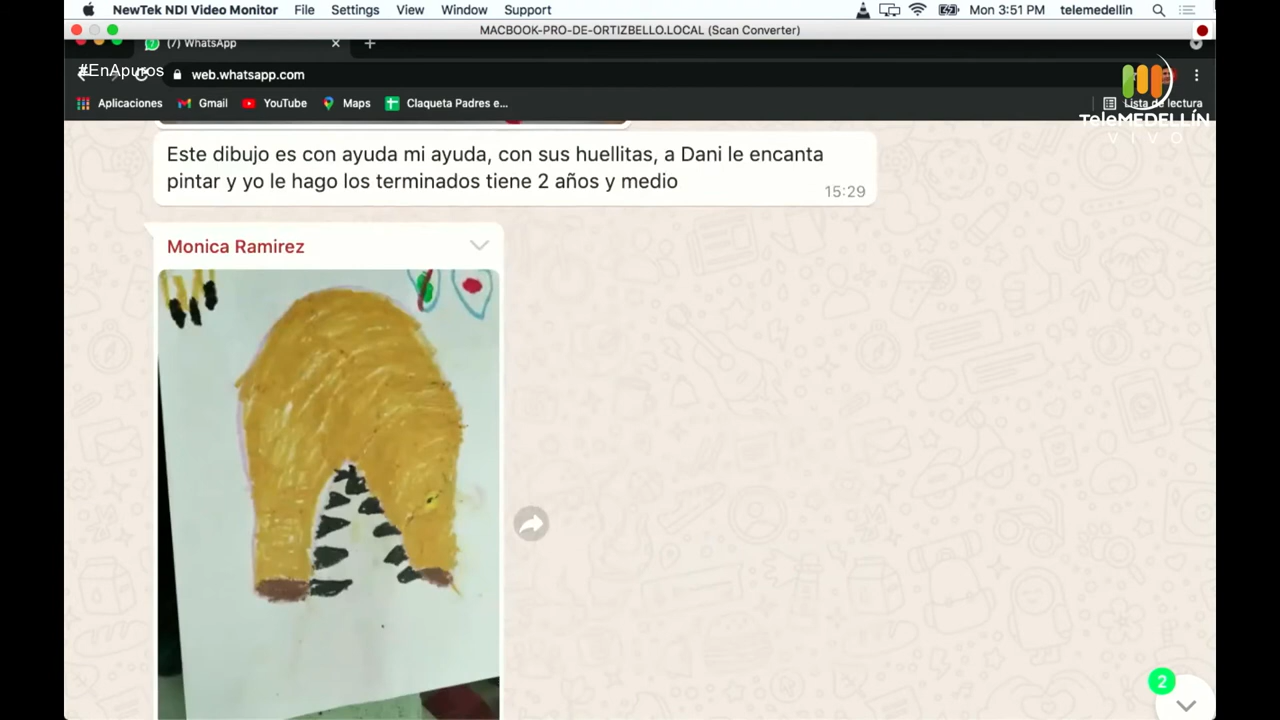 NewTek NDI Video Monitor File Settings View Window Support Mon 3:51 PM telemedellin
MACBOOK-PRO-DE-ORTIZBELLO.LOCAL (Scan Converter)
(7) WhatsApp
#EnApuros
web.whatsapp.com
Aplicaciones Gmail YouTube Maps Claqueta Padres e... Lista de lectura
TeleMEDELLÍN
VIVO
Este dibujo es con ayuda mi ayuda, con sus huellitas, a Dani le encanta
pintar y yo le hago los terminados tiene 2 años y medio
15:29
Monica Ramirez
2